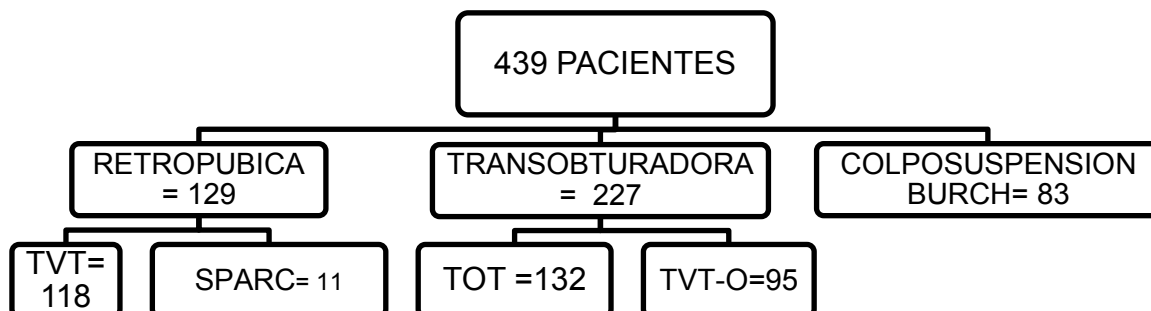 439 PACIENTES
RETROPUBICA
= 129
TRANSOBTURADORA
= 227
COLPOSUSPENSION
BURCH= 83
TVT=
118
SPARC= 11
TOT =132
TVT-O=95